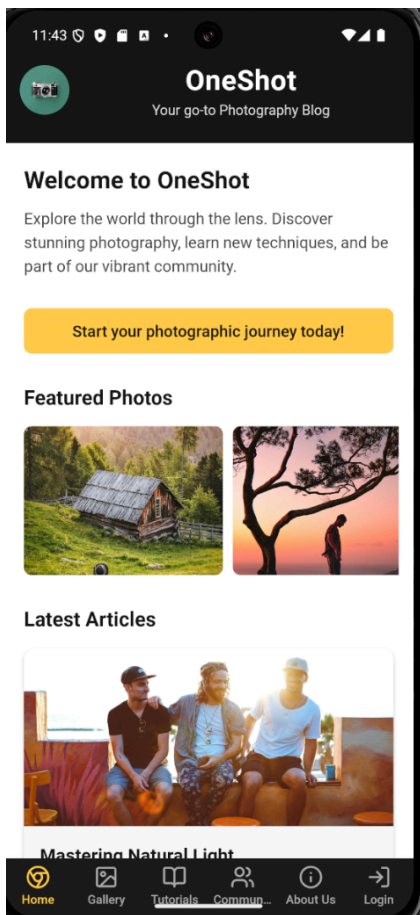 11:43
OneShot
Your go-to Photography Blog
Welcome to OneShot
Explore the world through the lens. Discover
stunning photography, learn new techniques, and be
part of our vibrant community.
Start your photographic journey today!
Featured Photos
Latest Articles
Mastering Natural Light
Home Gallery Tutorials Commun... About Us Login